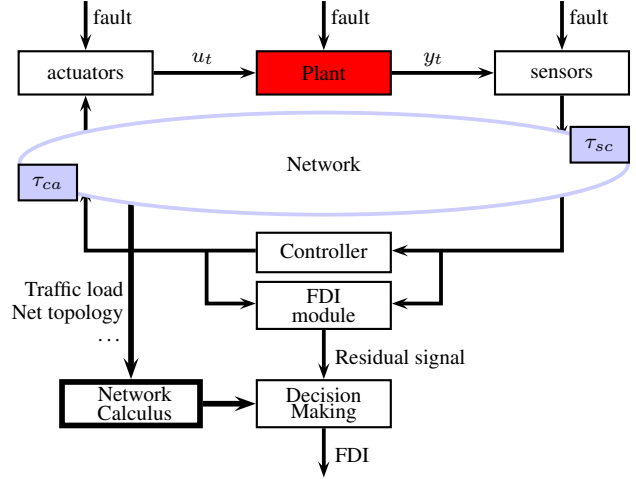 fault
fault
fault
actuators
u_t
Plant
y_t
sensors
τ_sc
Network
τ_ca
Controller
Traffic load
Net topology
...
FDI
module
Residual signal
Network
Calculus
Decision
Making
FDI